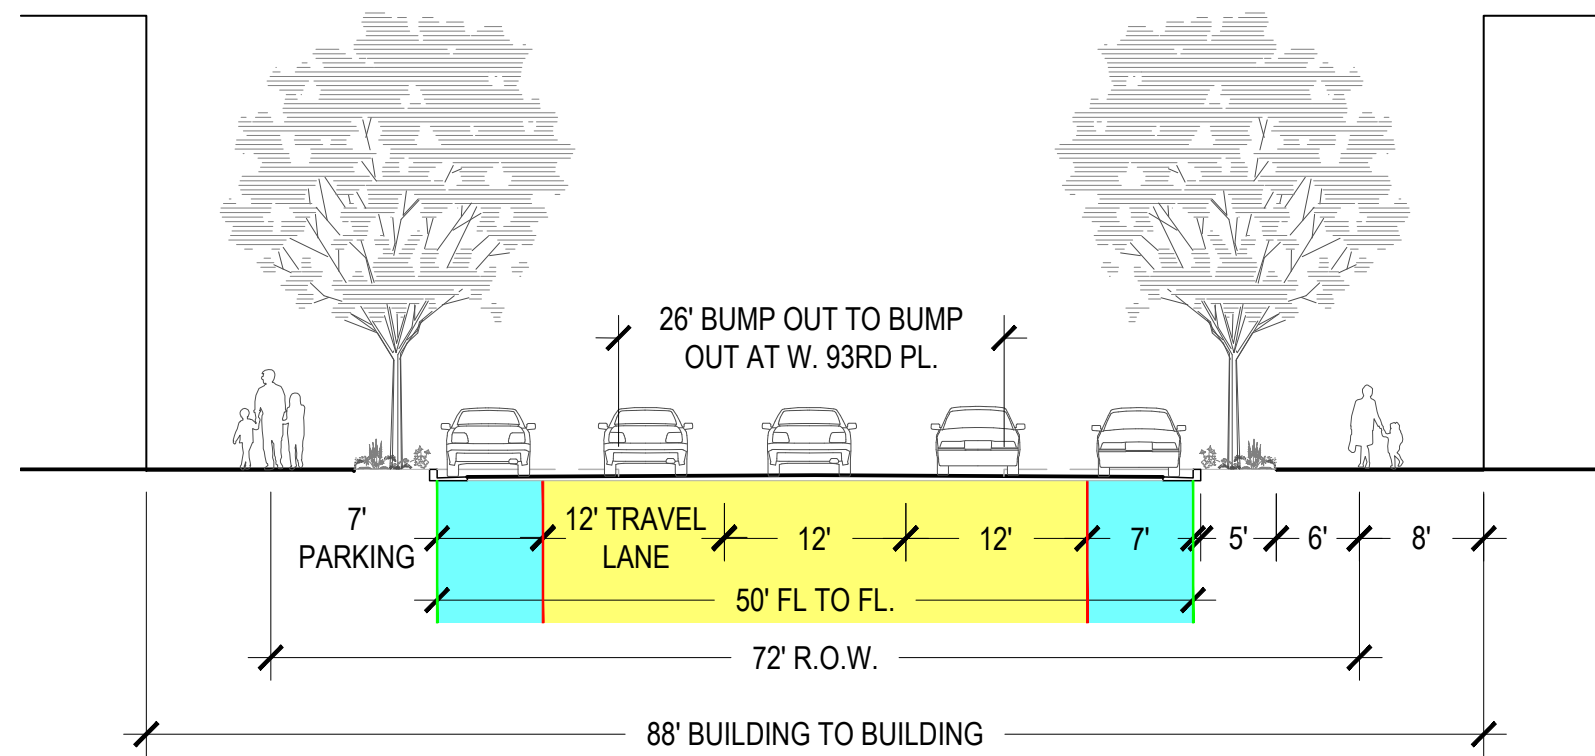 26' BUMP OUT TO BUMP
OUT AT W. 93RD PL.
7'
PARKING
12' TRAVEL
LANE
12'
12'
7'
5'
6'
8'
50' FL TO FL.
72' R.O.W.
88' BUILDING TO BUILDING